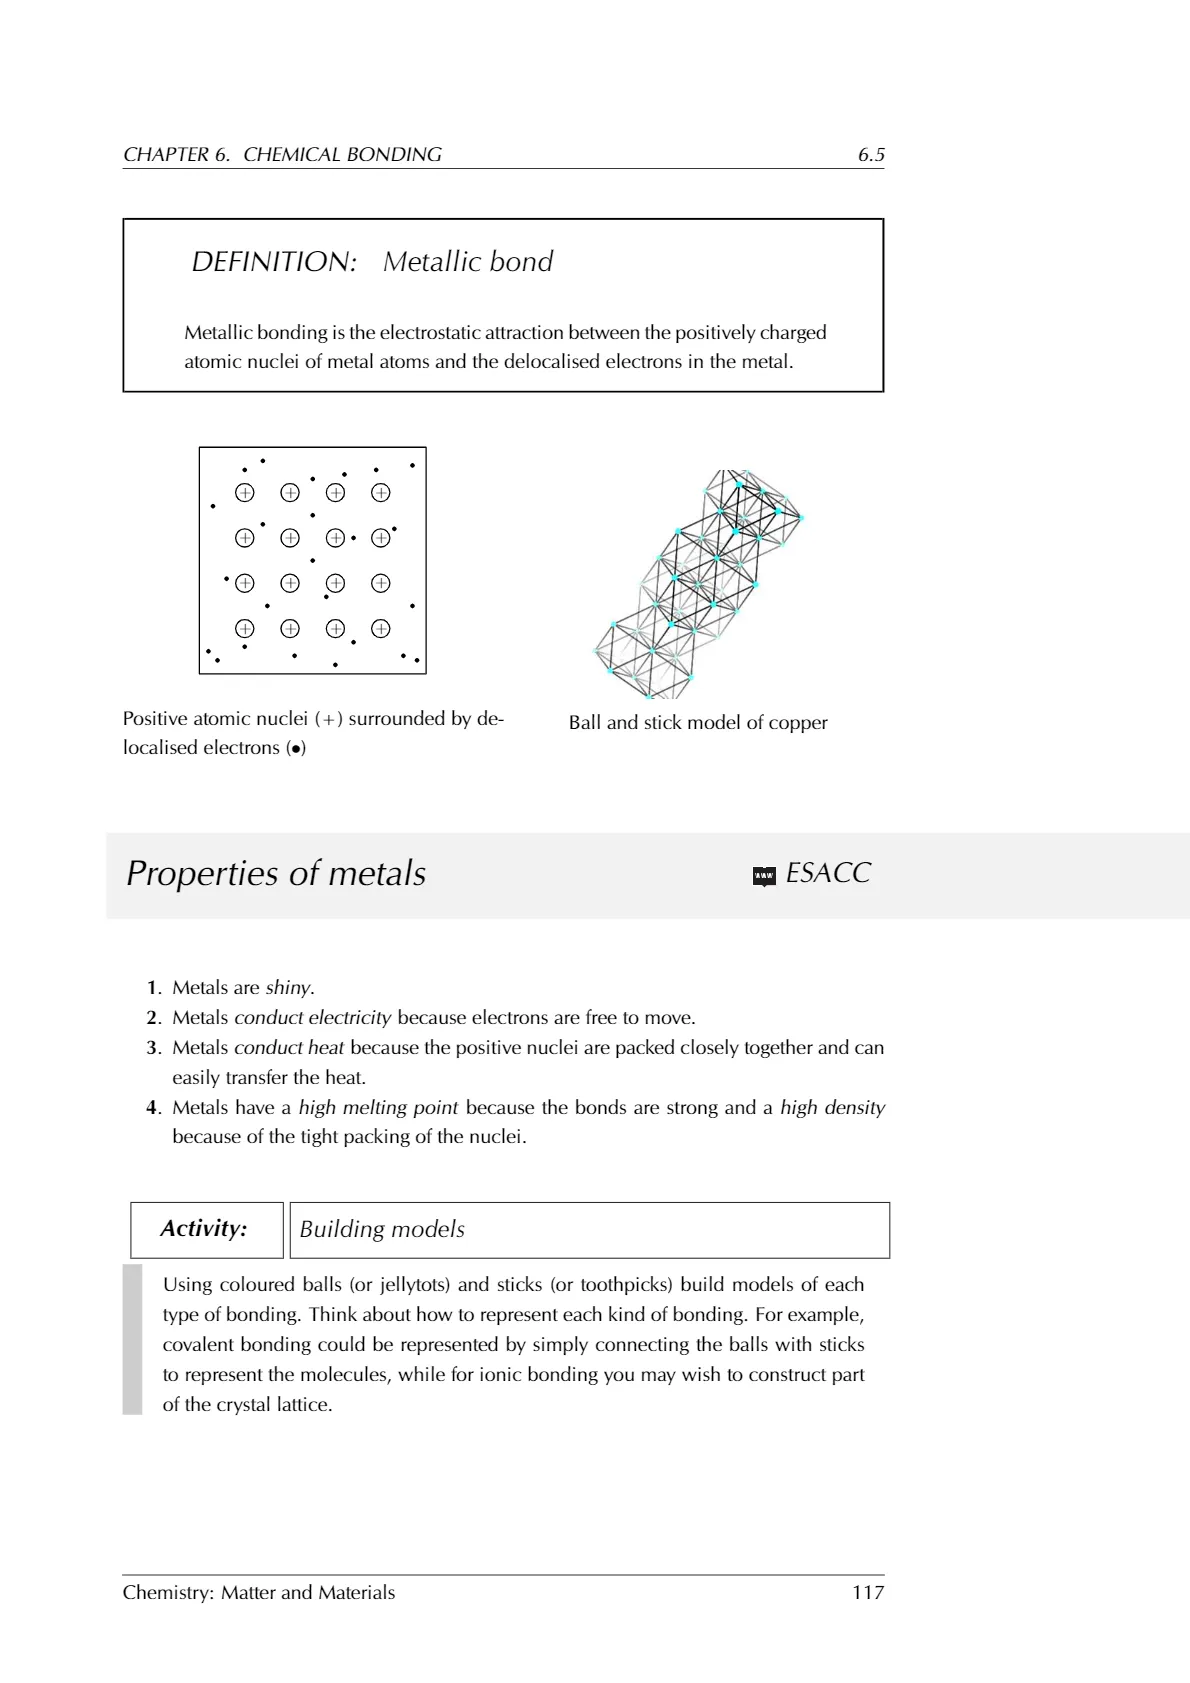 CHAPTER 6. CHEMICAL BONDING 6.5
DEFINITION: Metallic bond
Metallic bonding is the electrostatic attraction between the positively charged
atomic nuclei of metal atoms and the delocalised electrons in the metal.
+ + + +
+ + + +
+ + + +
+ + + +
Positive atomic nuclei (+) surrounded by de-
localised electrons (•)
Ball and stick model of copper
Properties of metals www ESACC
1. Metals are shiny.
2. Metals conduct electricity because electrons are free to move.
3. Metals conduct heat because the positive nuclei are packed closely together and can
easily transfer the heat.
4. Metals have a high melting point because the bonds are strong and a high density
because of the tight packing of the nuclei.
Activity: Building models
Using coloured balls (or jellytots) and sticks (or toothpicks) build models of each
type of bonding. Think about how to represent each kind of bonding. For example,
covalent bonding could be represented by simply connecting the balls with sticks
to represent the molecules, while for ionic bonding you may wish to construct part
of the crystal lattice.
Chemistry: Matter and Materials 117